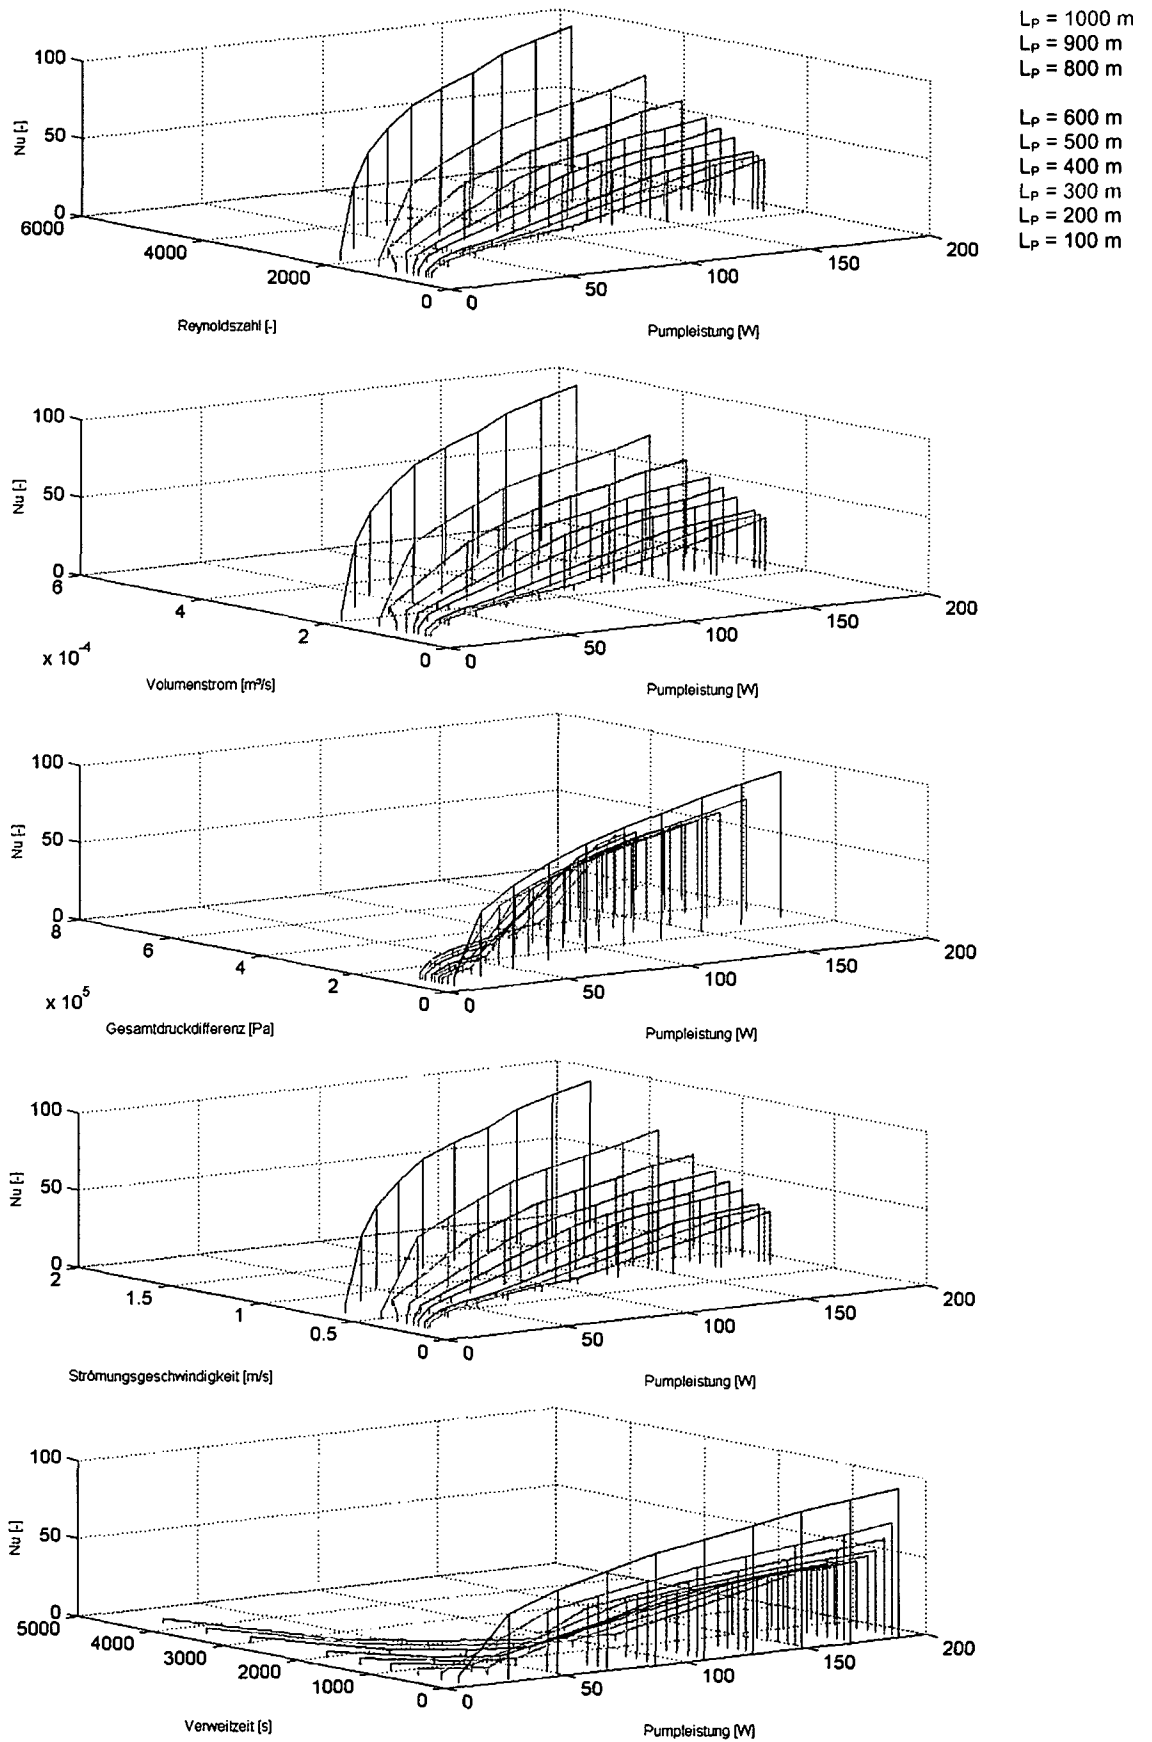 L_P = 1000 m
L_P = 900 m
L_P = 800 m
L_P = 600 m
L_P = 500 m
L_P = 400 m
L_P = 300 m
L_P = 200 m
L_P = 100 m
100
50
0
Nu [-]
6000
4000
2000
0
0
50
100
150
200
Reynoldszahl [-]
Pumpleistung [W]
100
50
0
Nu [-]
6
4
2
0
0
50
100
150
200
x 10⁻⁴
Volumenstrom [m³/s]
Pumpleistung [W]
100
50
0
Nu [-]
8
6
4
2
0
0
50
100
150
200
x 10⁵
Gesamtdruckdifferenz [Pa]
Pumpleistung [W]
100
50
0
Nu [-]
2
1.5
1
0.5
0
0
50
100
150
200
Strömungsgeschwindigkeit [m/s]
Pumpleistung [W]
100
50
0
Nu [-]
5000
4000
3000
2000
1000
0
0
50
100
150
200
Verweitzeit [s]
Pumpleistung [W]